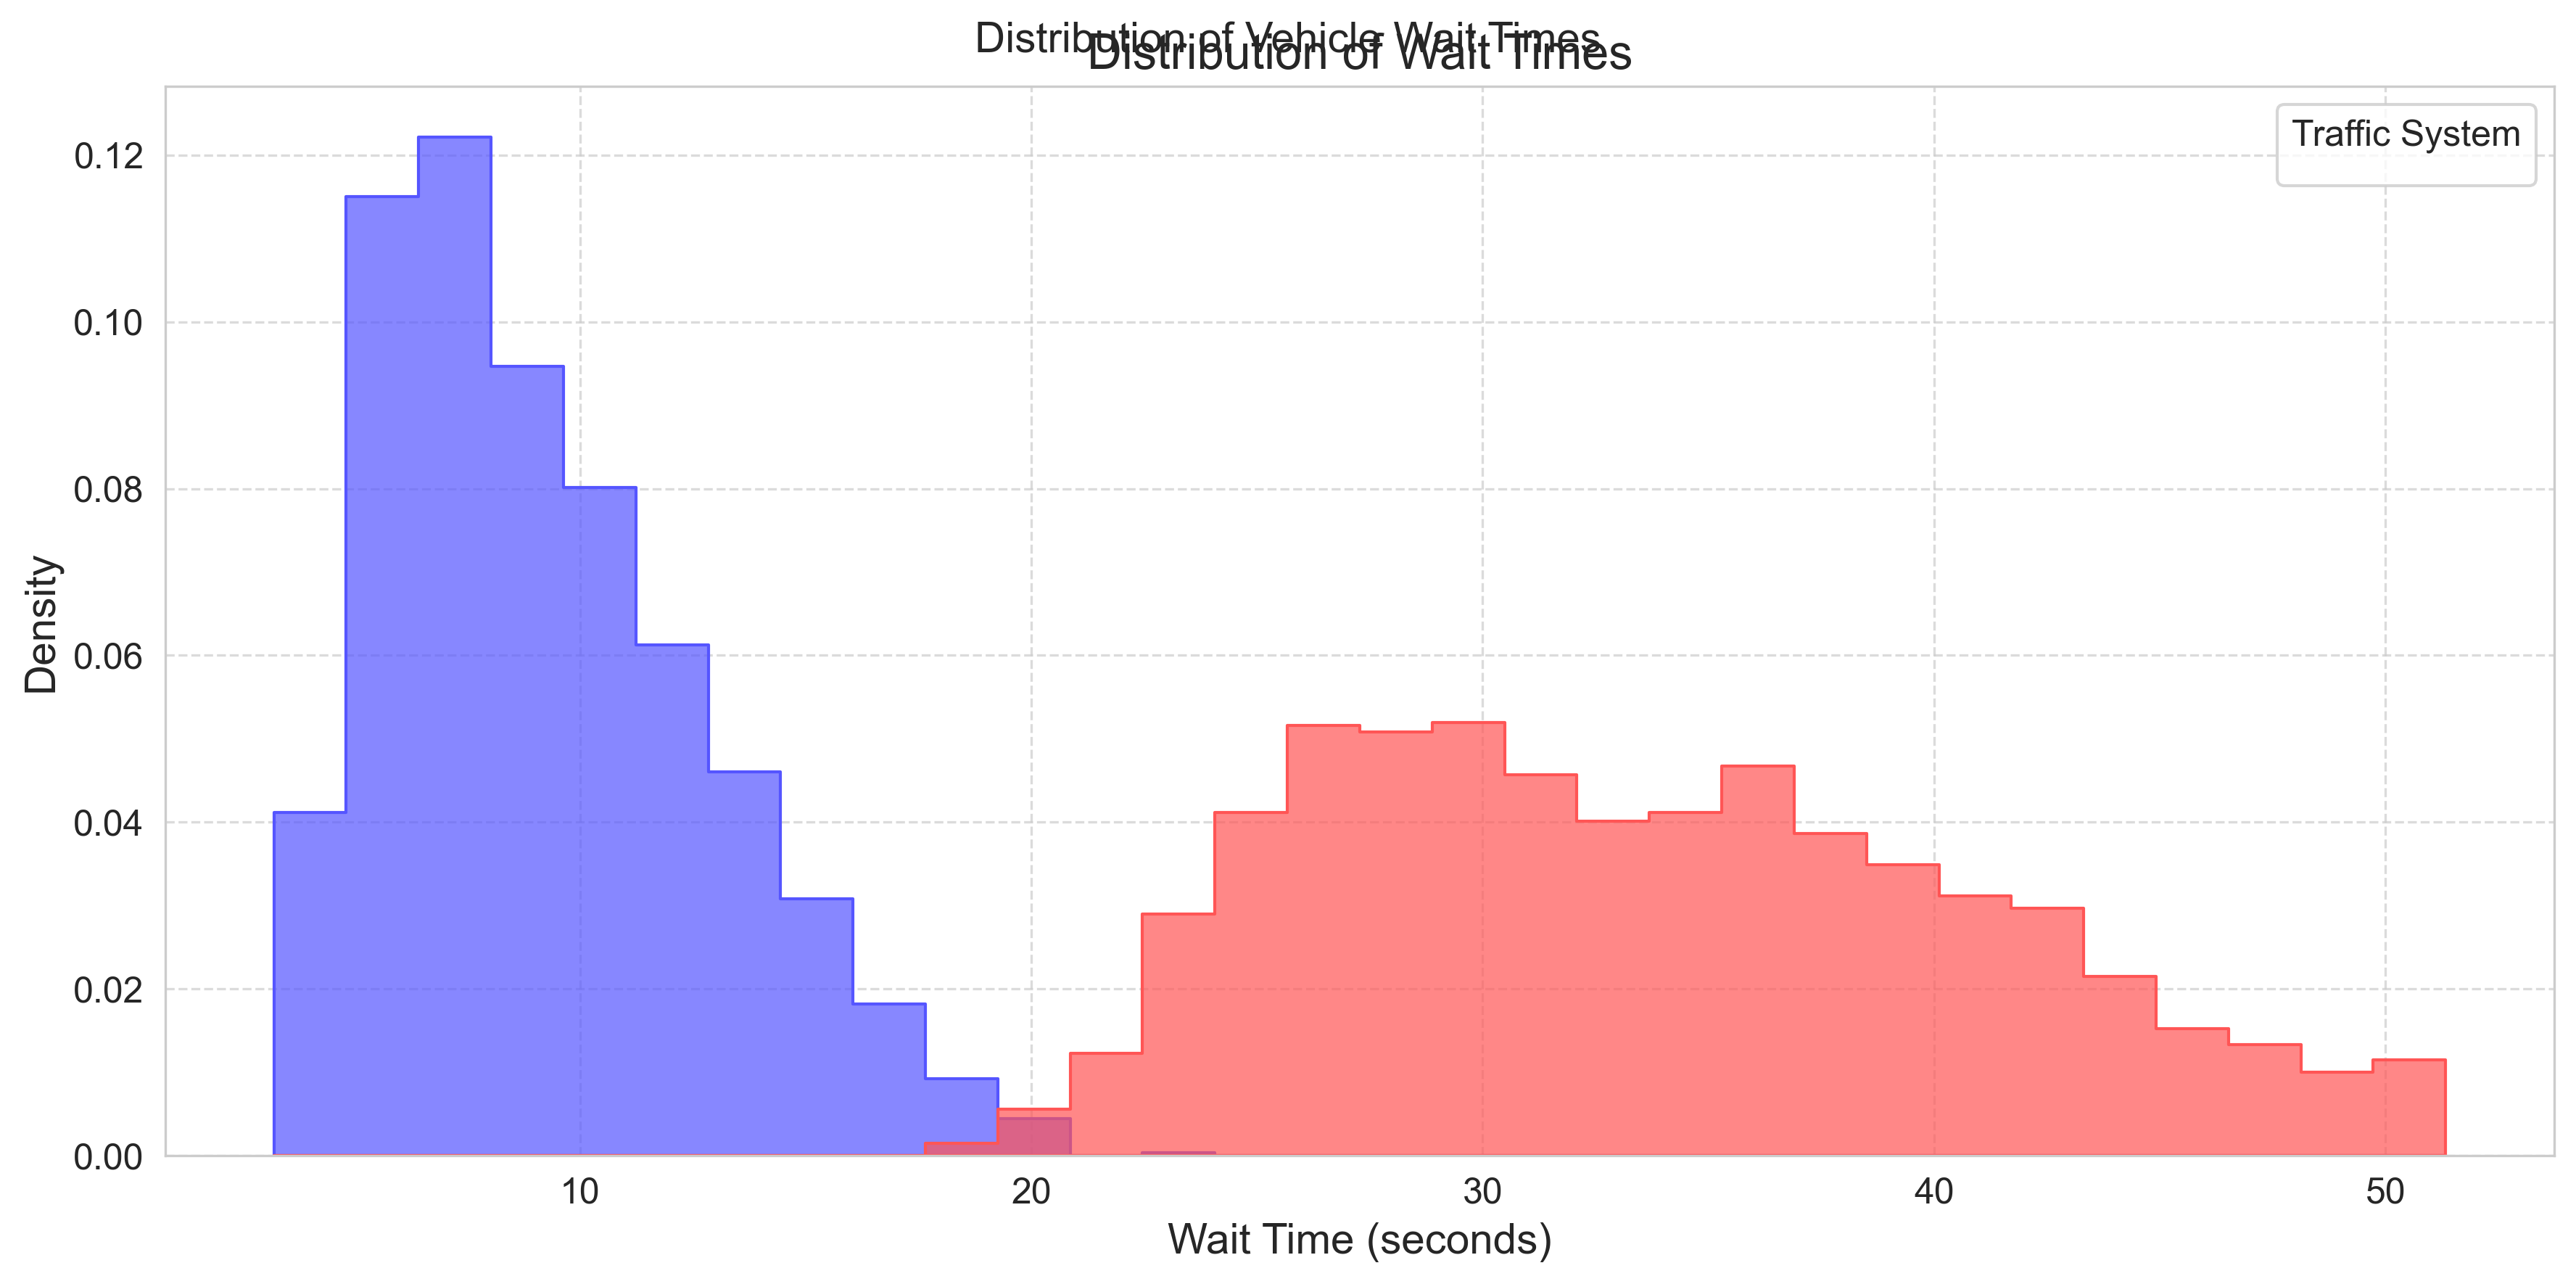 Distribution of Vehicle Wait Times
Distribution of Wait Times
Traffic System
Density
0.12
0.10
0.08
0.06
0.04
0.02
0.00
10 20 30 40 50
Wait Time (seconds)